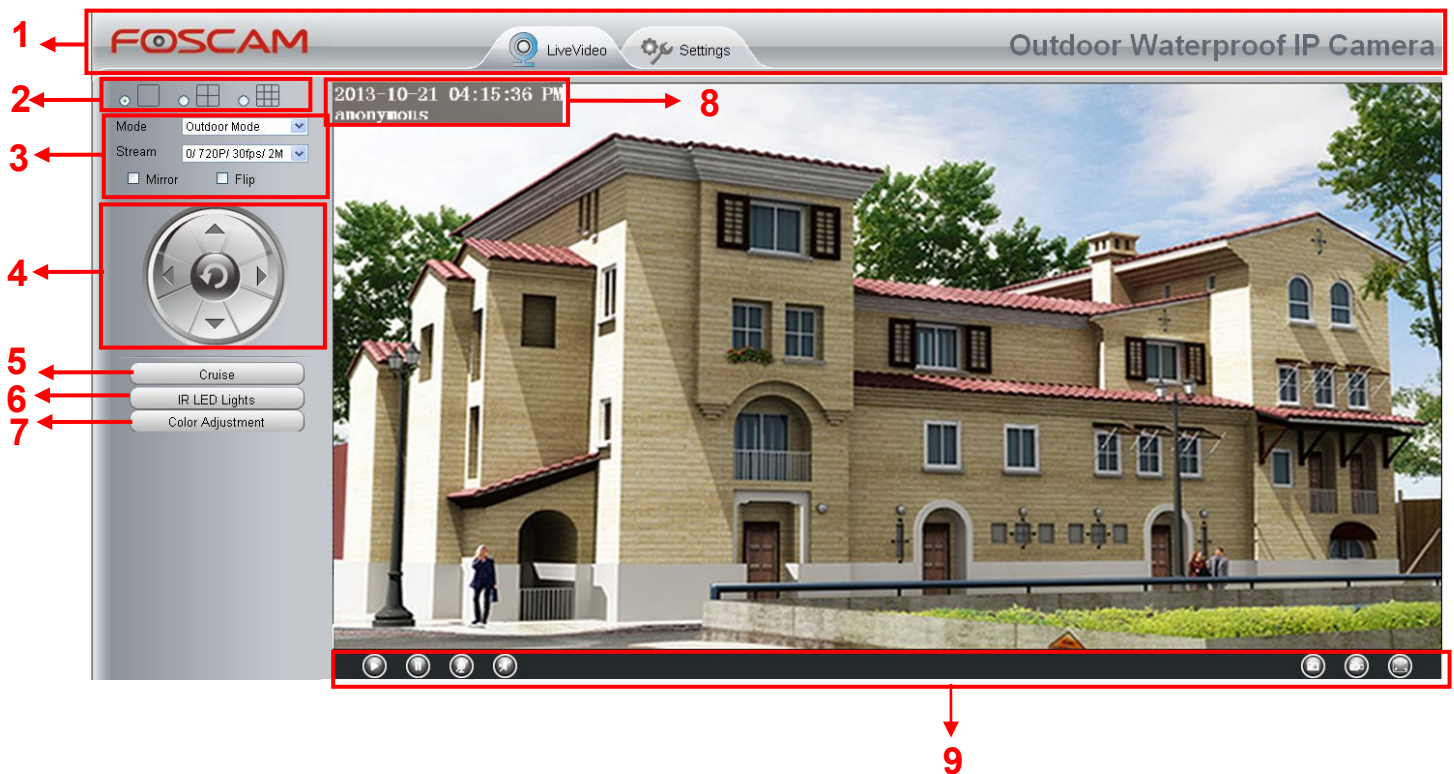 1
FOSCAM
LiveVideo
Settings
Outdoor Waterproof IP Camera
2
3
Mode
Outdoor Mode
Stream
0/ 720P/ 30fps/ 2M
Mirror
Flip
4
5
Cruise
6
IR LED Lights
7
Color Adjustment
2013-10-21 04:15:36 PM
anonymous
8
9